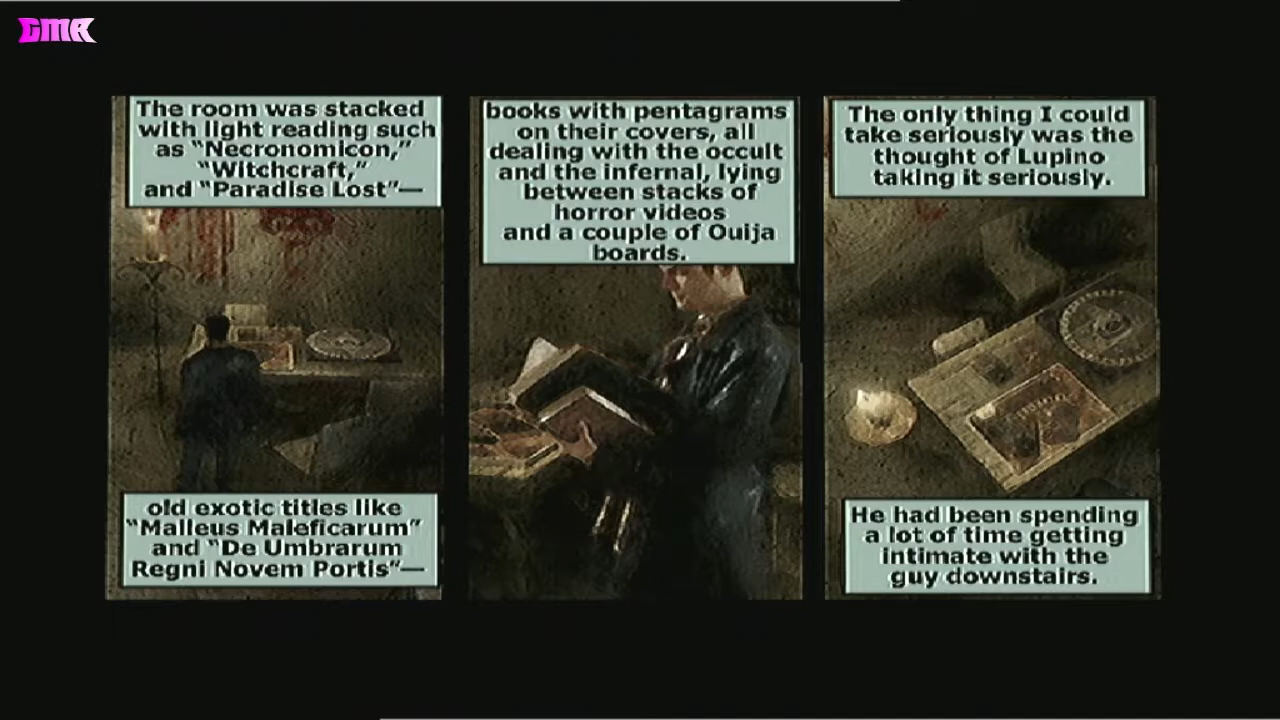 GMR
The room was stacked
with light reading such
as “Necronomicon,”
“Witchcraft,”
and “Paradise Lost”—
old exotic titles like
“Malleus Maleficarum”
and “De Umbrarum
Regni Novem Portis”—
books with pentagrams
on their covers, all
dealing with the occult
and the infernal, lying
between stacks of
horror videos
and a couple of Ouija
boards.
The only thing I could
take seriously was the
thought of Lupino
taking it seriously.
He had been spending
a lot of time getting
intimate with the
guy downstairs.